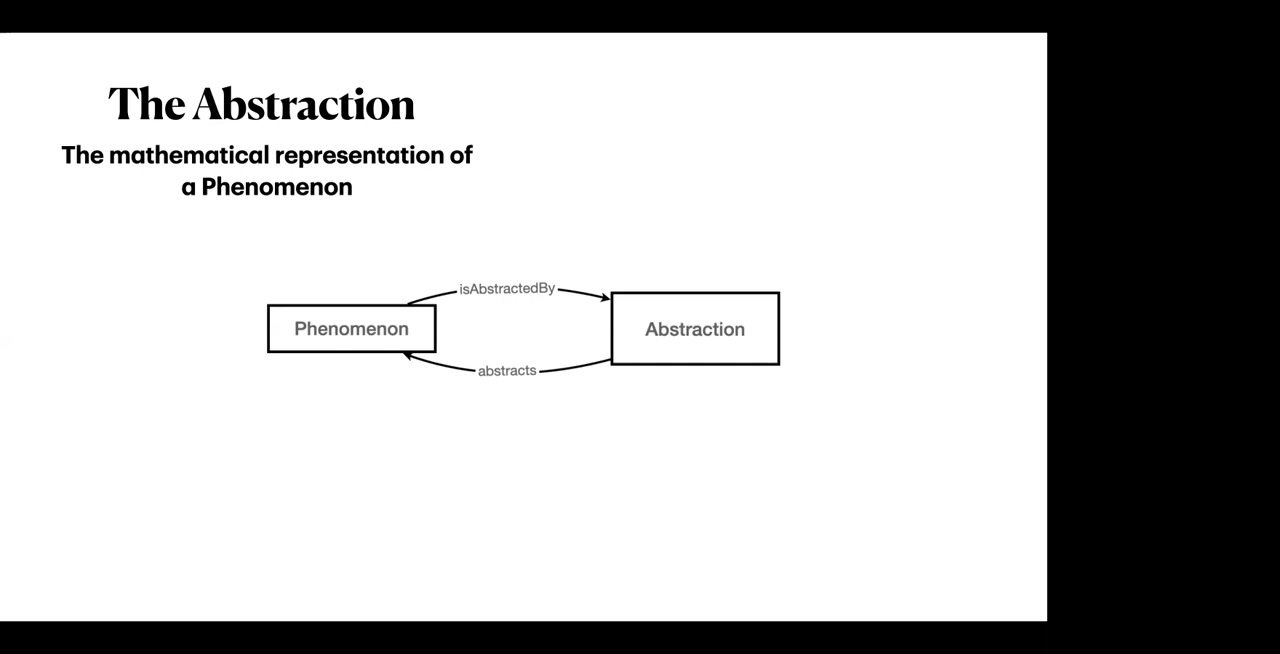 The Abstraction
The mathematical representation of
a Phenomenon
isAbstractedBy
Phenomenon
Abstraction
abstracts